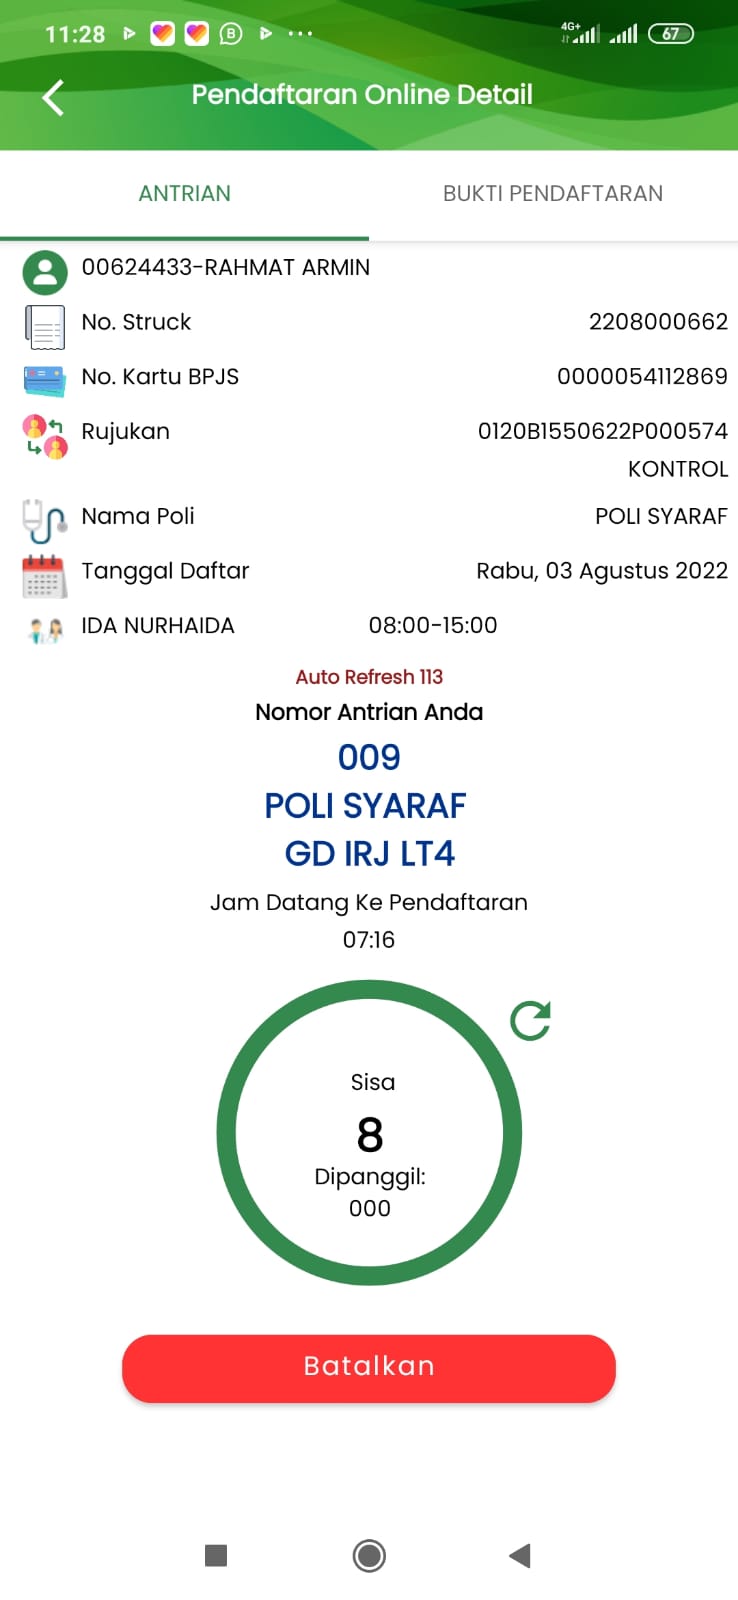 11:28
4G+
67
Pendaftaran Online Detail
ANTRIAN
BUKTI PENDAFTARAN
00624433-RAHMAT ARMIN
No. Struck 2208000662
No. Kartu BPJS 0000054112869
Rujukan 0120B1550622P000574
KONTROL
Nama Poli POLI SYARAF
Tanggal Daftar Rabu, 03 Agustus 2022
IDA NURHAIDA 08:00-15:00
Auto Refresh 113
Nomor Antrian Anda
009
POLI SYARAF
GD IRJ LT4
Jam Datang Ke Pendaftaran
07:16
Sisa
8
Dipanggil:
000
Batalkan